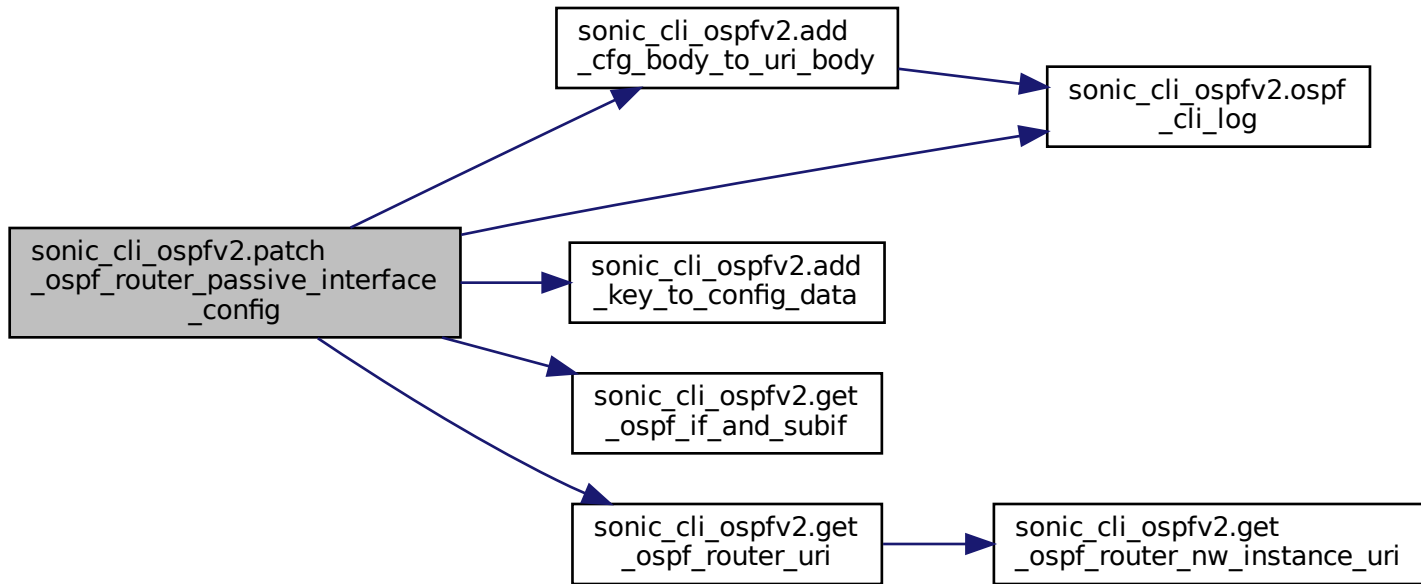 sonic_cli_ospfv2.add
_cfg_body_to_uri_body
sonic_cli_ospfv2.ospf
_cli_log
sonic_cli_ospfv2.patch
_ospf_router_passive_interface
_config
sonic_cli_ospfv2.add
_key_to_config_data
sonic_cli_ospfv2.get
_ospf_if_and_subif
sonic_cli_ospfv2.get
_ospf_router_uri
sonic_cli_ospfv2.get
_ospf_router_nw_instance_uri